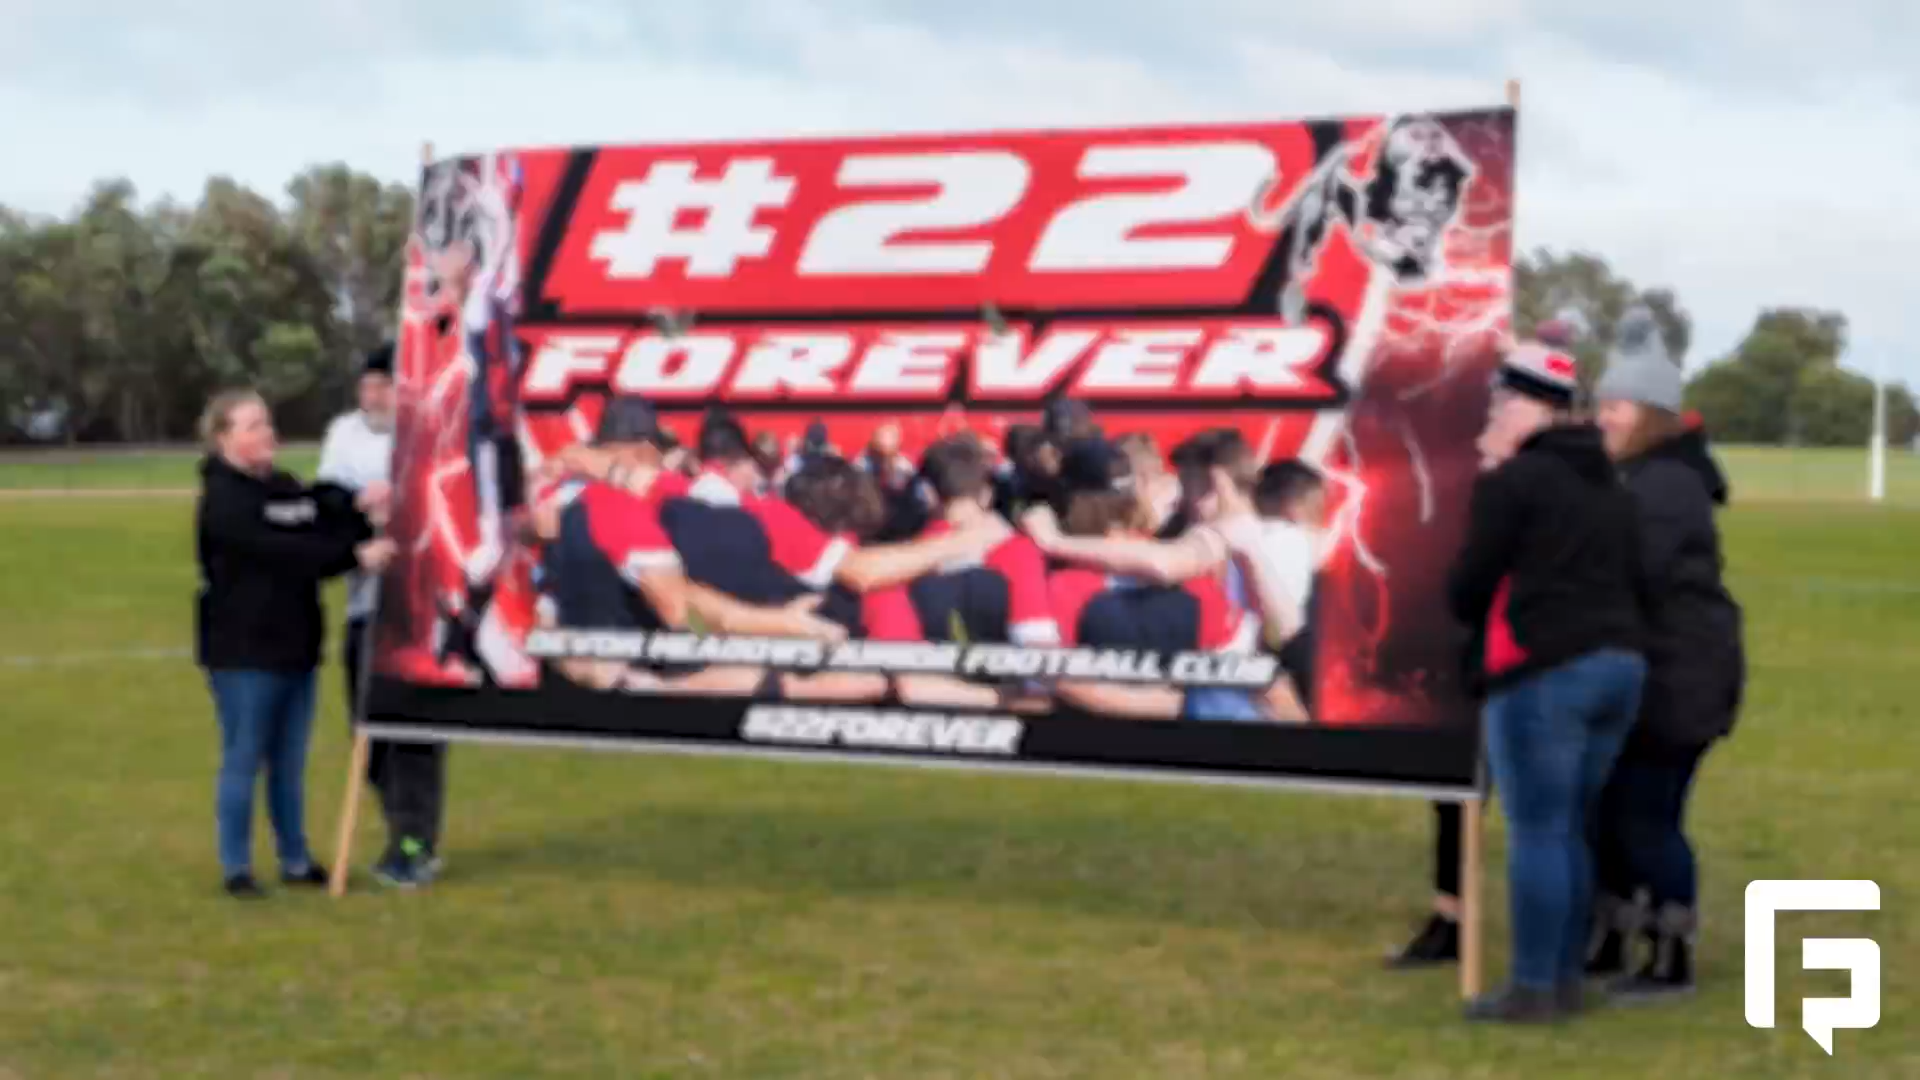 #22
FOREVER
DEVON MEADOWS JUNIOR FOOTBALL CLUB
#22FOREVER